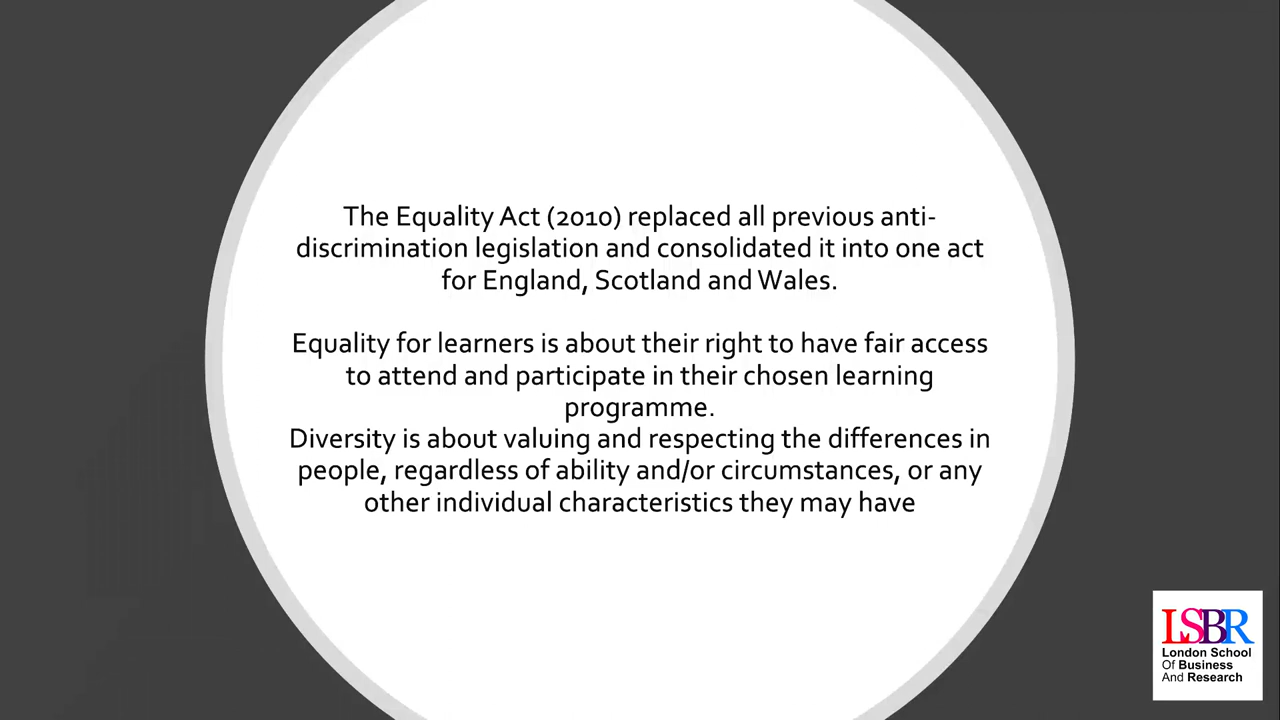 The Equality Act (2010) replaced all previous anti-
discrimination legislation and consolidated it into one act
for England, Scotland and Wales.
Equality for learners is about their right to have fair access
to attend and participate in their chosen learning
programme.
Diversity is about valuing and respecting the differences in
people, regardless of ability and/or circumstances, or any
other individual characteristics they may have
LSBR
London School
Of Business
And Research